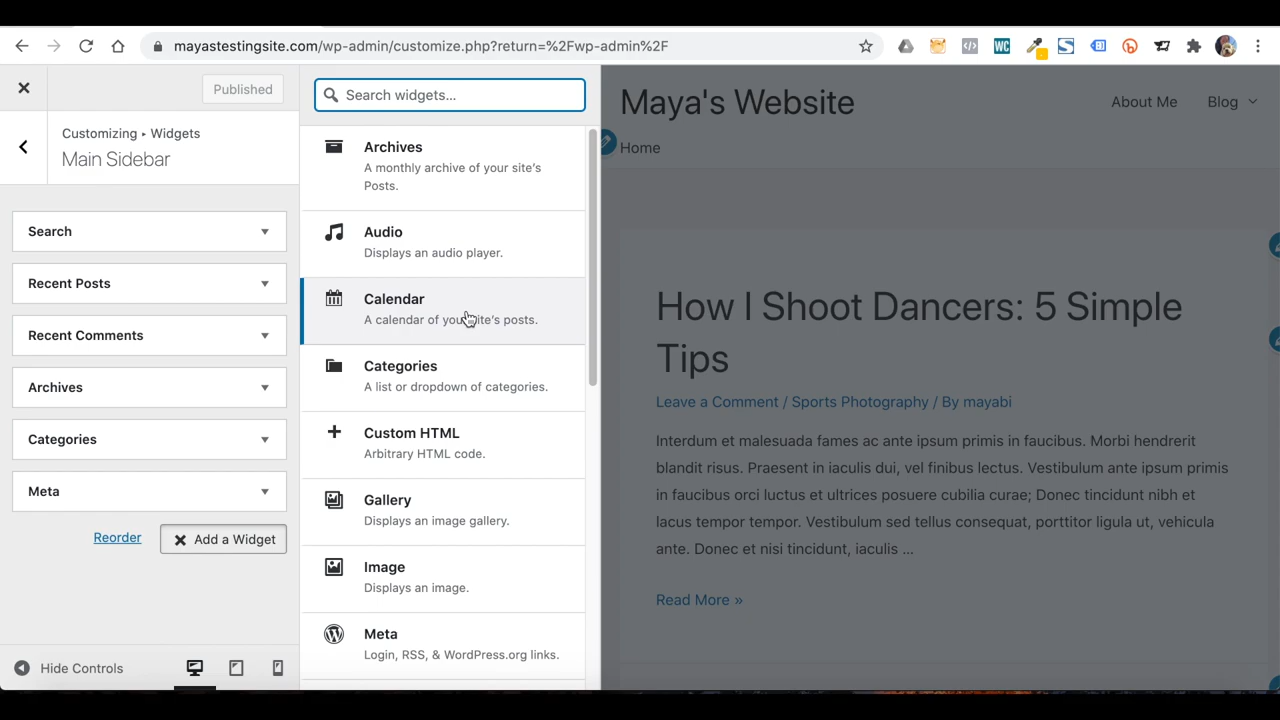 mayastestingsite.com/wp-admin/customize.php?return=%2Fwp-admin%2F
WC
Published
Customizing ▸ Widgets
Main Sidebar
Search
Recent Posts
Recent Comments
Archives
Categories
Meta
Reorder
Add a Widget
Hide Controls
Search widgets...
Archives
A monthly archive of your site's
Posts.
Audio
Displays an audio player.
Calendar
A calendar of site's posts.
Categories
A list or dropdown of categories.
Custom HTML
Arbitrary HTML code.
Gallery
Displays an image gallery.
Image
Displays an image.
Meta
Login, RSS, & WordPress.org links.
Maya's Website
About Me
Blog
Home
How I Shoot Dancers: 5 Simple
Tips
Leave a Comment / Sports Photography / By mayabi
Interdum et malesuada fames ac ante ipsum primis in faucibus. Morbi hendrerit
blandit risus. Praesent in iaculis dui, vel finibus lectus. Vestibulum ante ipsum primis
in faucibus orci luctus et ultrices posuere cubilia curae; Donec tincidunt nibh et
lacus tempor tempor. Vestibulum sed tellus consequat, porttitor ligula ut, vehicula
ante. Donec et nisi tincidunt, iaculis ...
Read More »